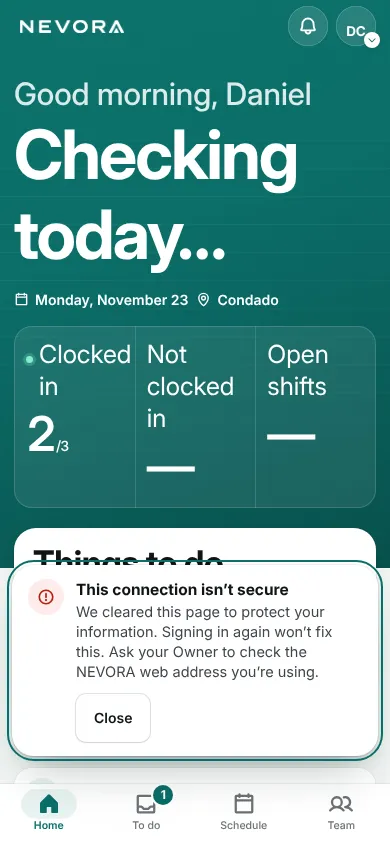 NEVORA
DC
Good morning, Daniel
Checking
today...
Monday, November 23 Condado
Clocked in
2/3
Not clocked in
—
Open shifts
—
Things to do
This connection isn’t secure
We cleared this page to protect your
information. Signing in again won’t fix
this. Ask your Owner to check the
NEVORA web address you’re using.
Close
1
Home
To do
Schedule
Team